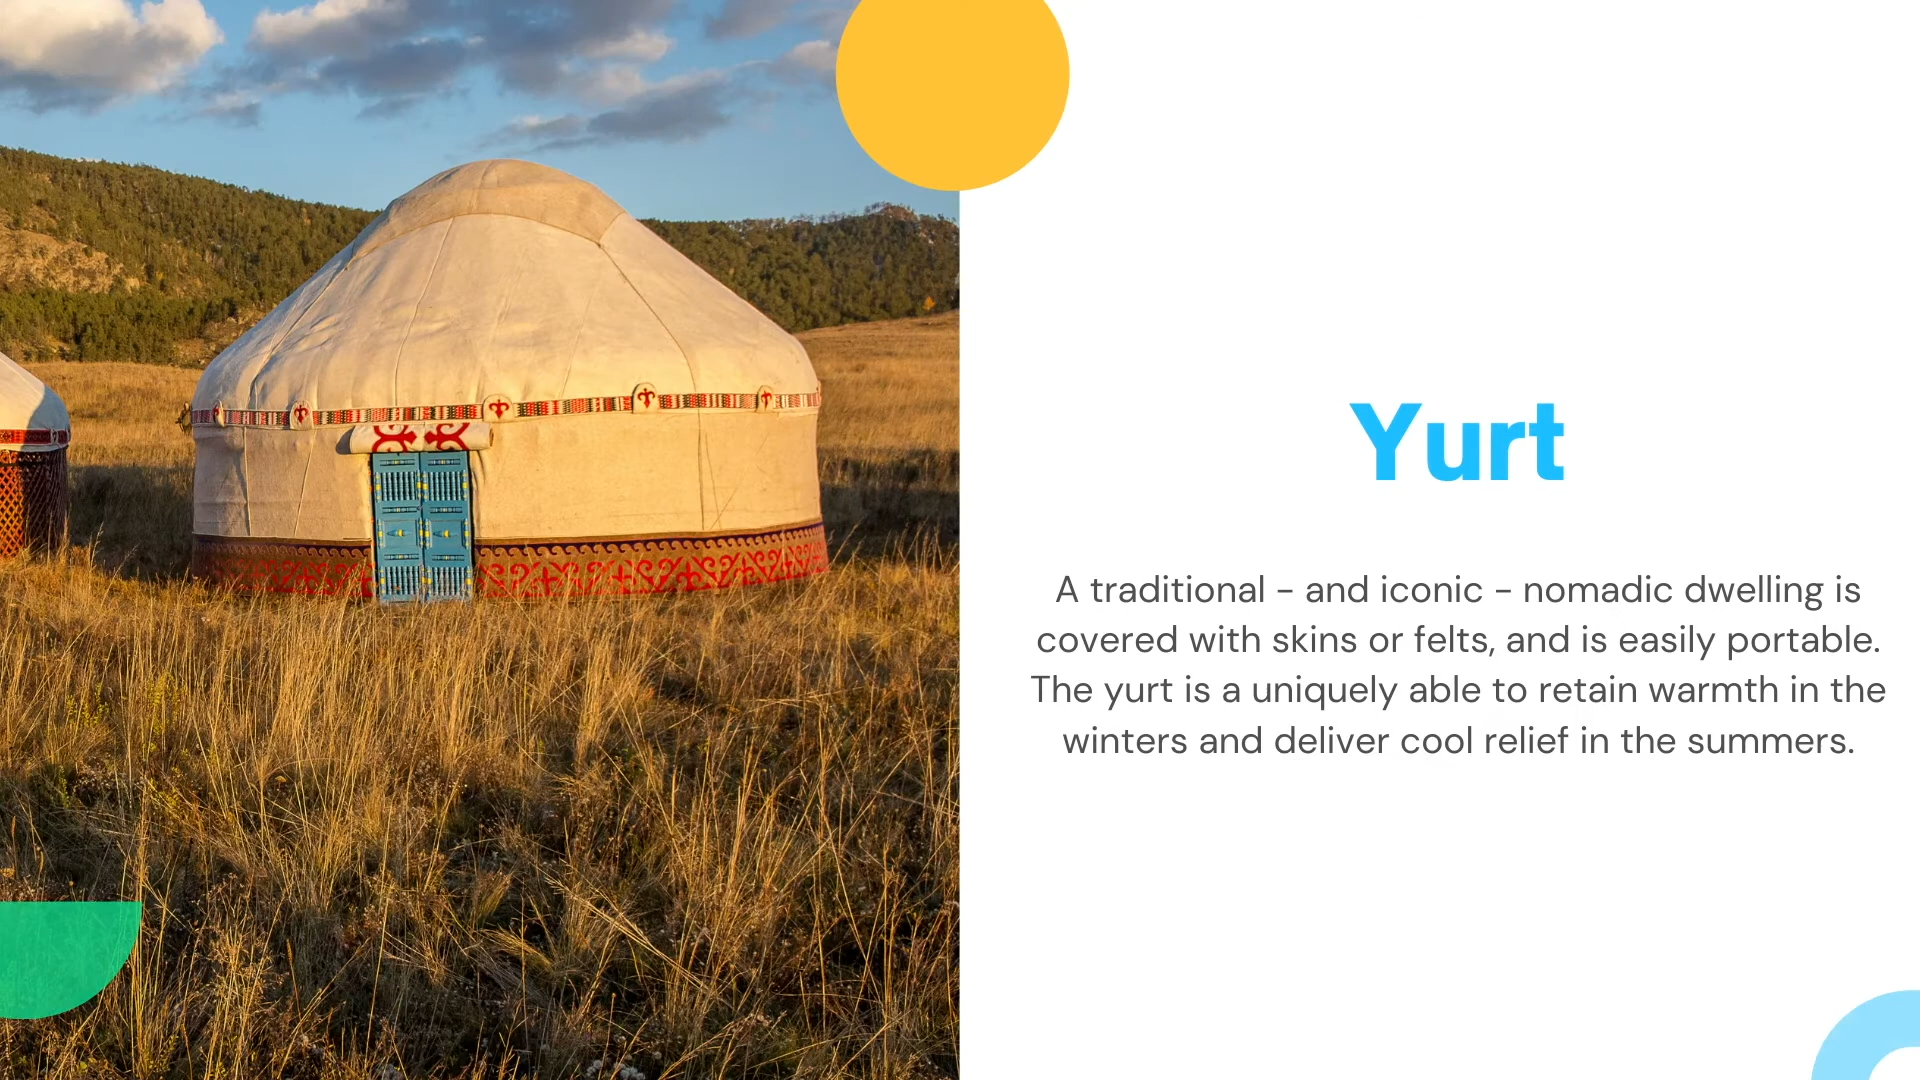 Yurt
A traditional - and iconic - nomadic dwelling is
covered with skins or felts, and is easily portable.
The yurt is a uniquely able to retain warmth in the
winters and deliver cool relief in the summers.